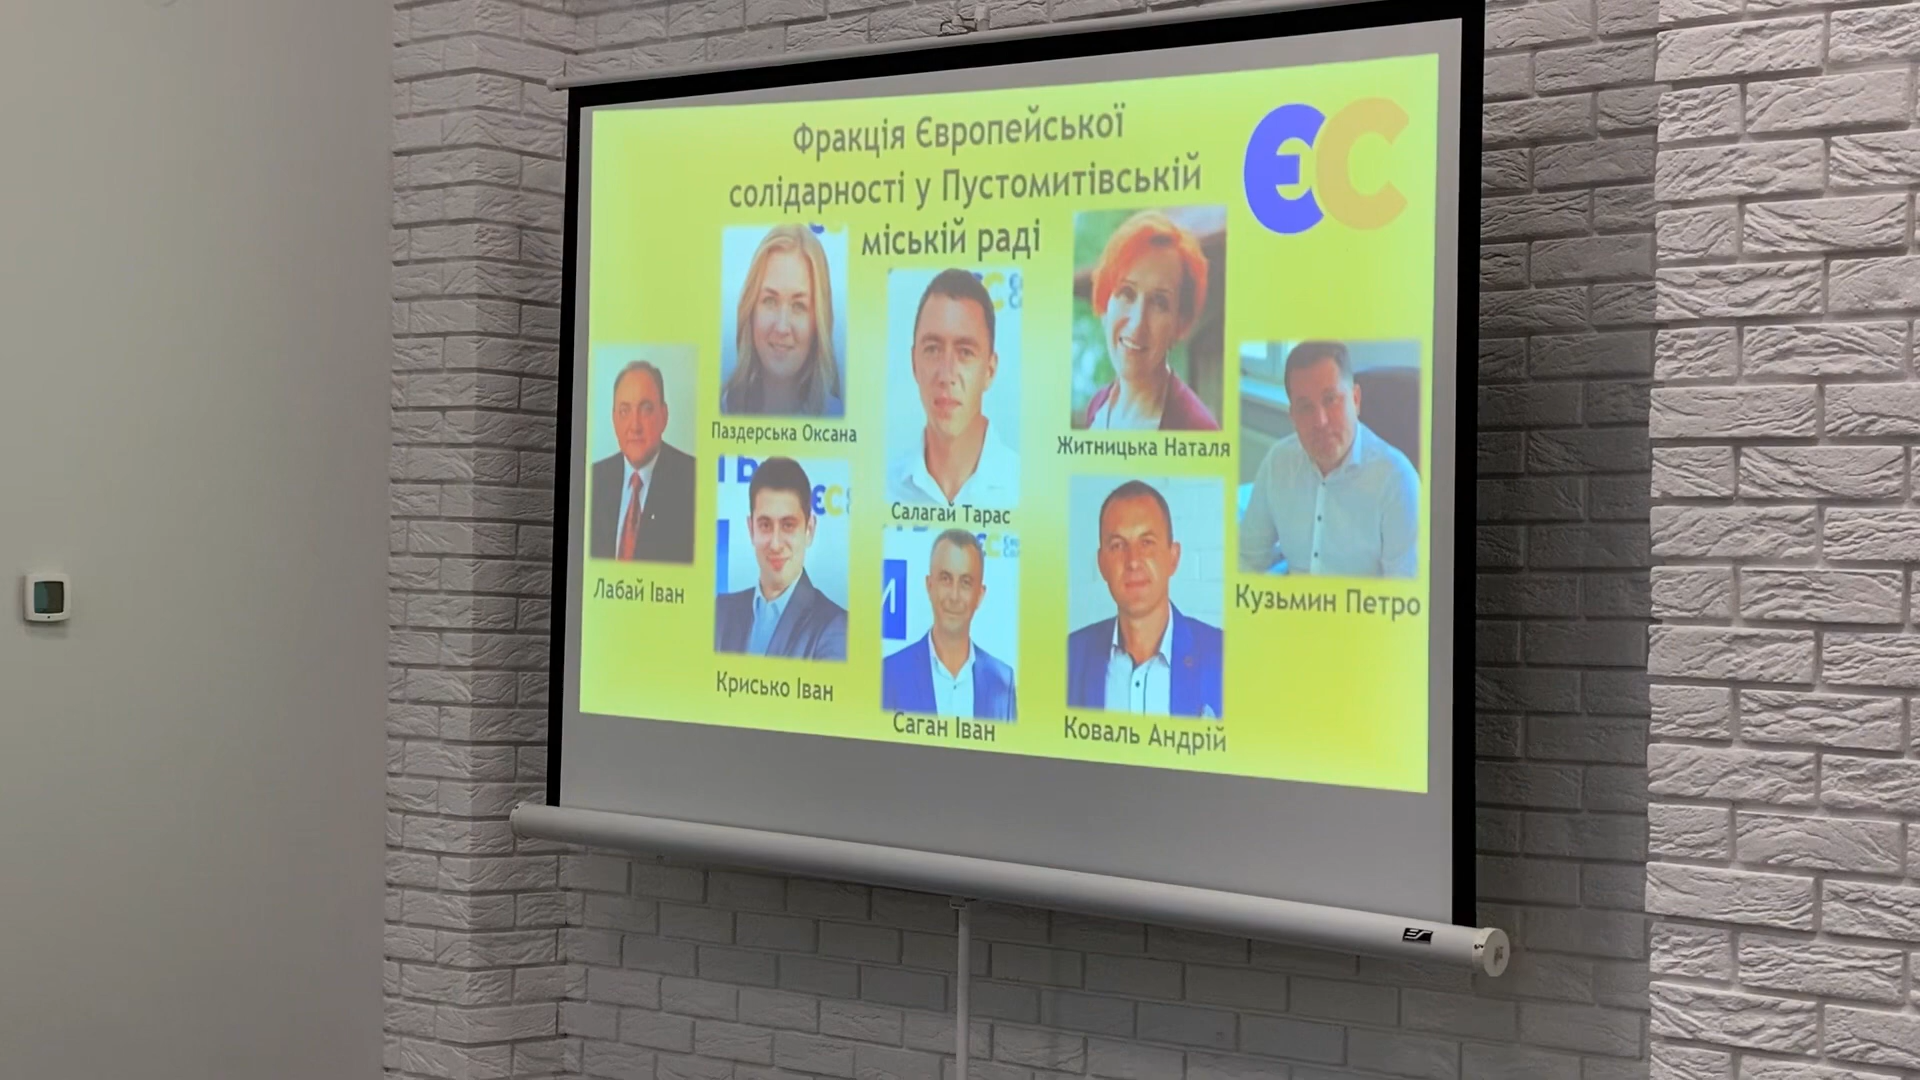 Фракція Європейської
солідарності у Пустомитівській
міській раді
ЄС
Паздерська Оксана
Житницька Наталя
Салагай Тарас
ЄС
Лабай Іван
Кузьмин Петро
Крисько Іван
Саган Іван
Коваль Андрій